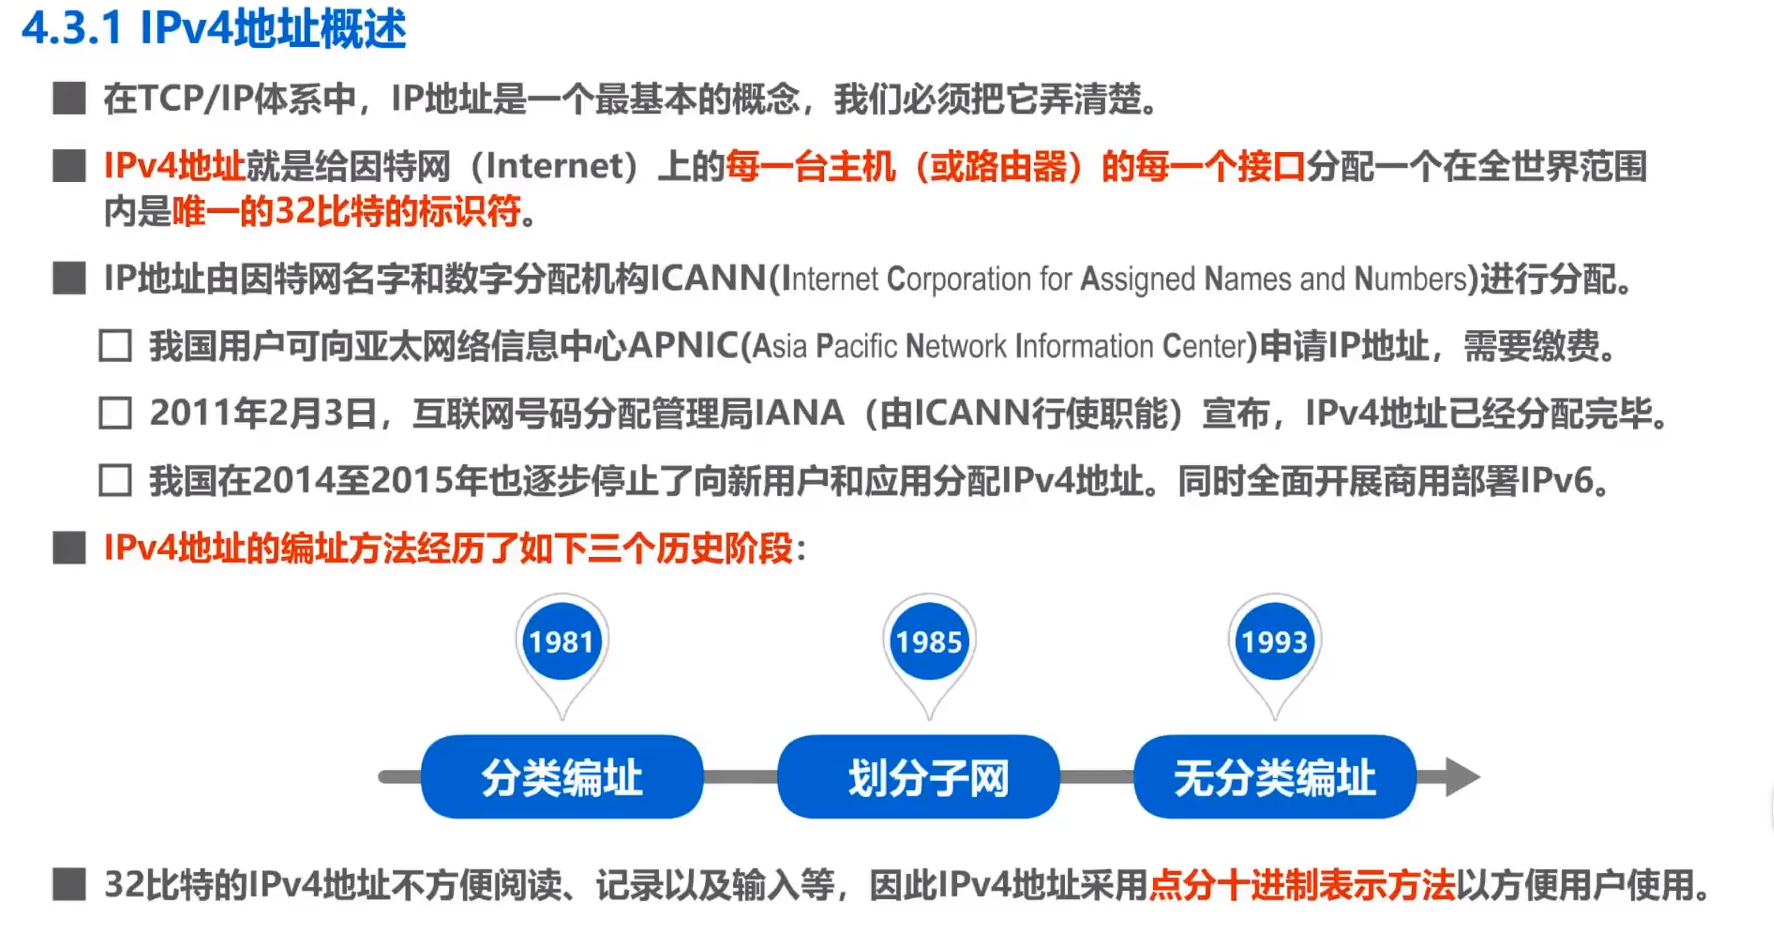 4.3.1 IPv4地址概述
在TCP/IP体系中，IP地址是一个最基本的概念，我们必须把它弄清楚。
IPv4地址就是给因特网（Internet）上的每一台主机（或路由器）的每一个接口分配一个在全世界范围
内是唯一的32比特的标识符。
IP地址由因特网名字和数字分配机构ICANN(Internet Corporation for Assigned Names and Numbers)进行分配。
我国用户可向亚太网络信息中心APNIC(Asia Pacific Network Information Center)申请IP地址，需要缴费。
2011年2月3日，互联网号码分配管理局IANA（由ICANN行使职能）宣布，IPv4地址已经分配完毕。
我国在2014至2015年也逐步停止了向新用户和应用分配IPv4地址。同时全面开展商用部署IPv6。
IPv4地址的编址方法经历了如下三个历史阶段：
1981 1985 1993
分类编址 划分子网 无分类编址
32比特的IPv4地址不方便阅读、记录以及输入等，因此IPv4地址采用点分十进制表示方法以方便用户使用。